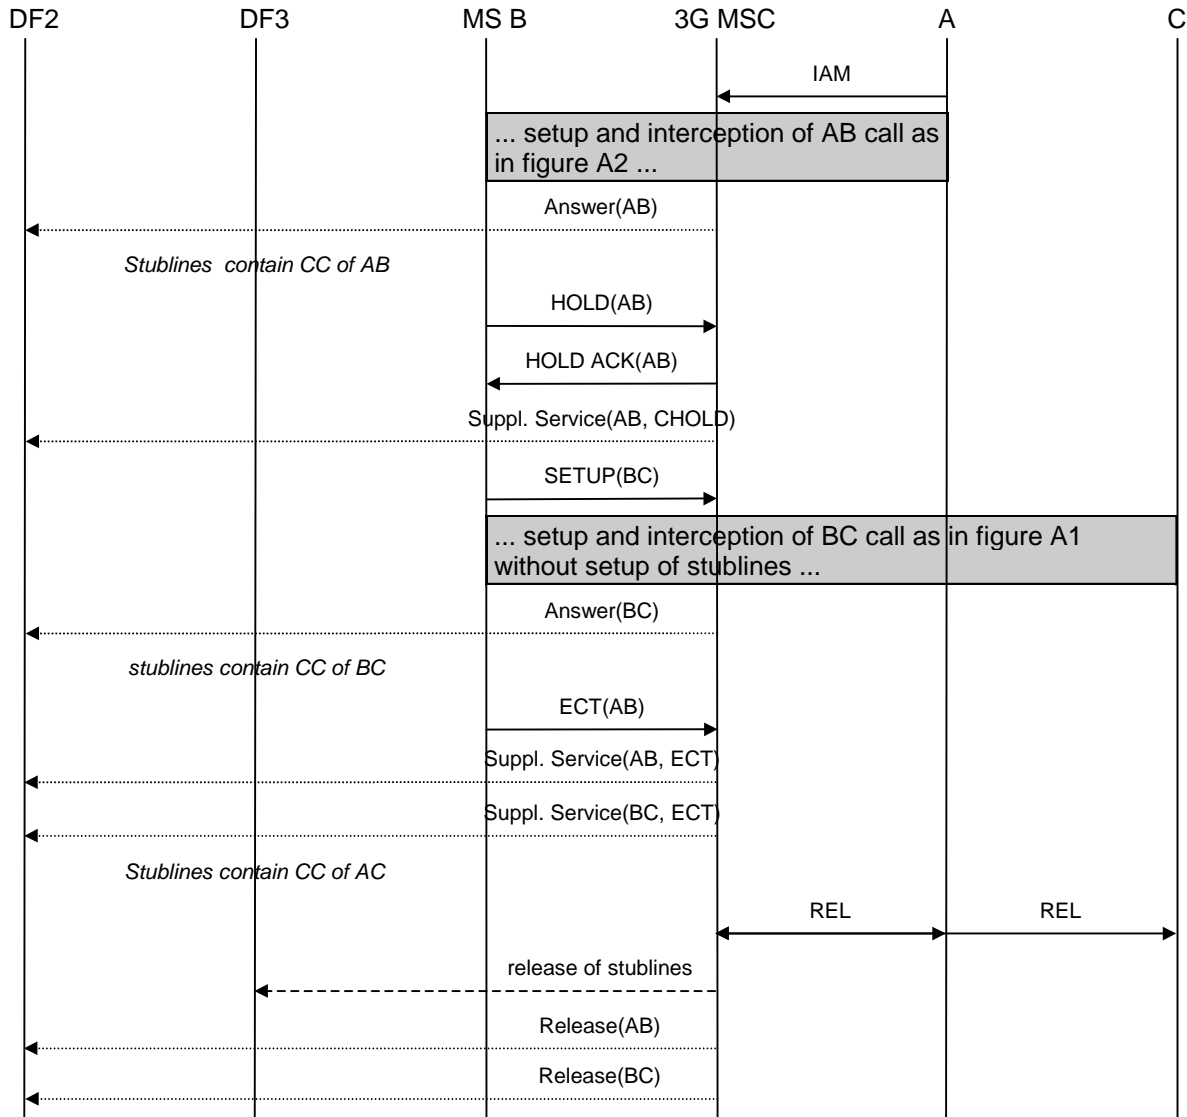 DF2 DF3 MS B 3G MSC A C
IAM
... setup and interception of AB call as
in figure A2 ...
Answer(AB)
Stublines contain CC of AB
HOLD(AB)
HOLD ACK(AB)
Suppl. Service(AB, CHOLD)
SETUP(BC)
... setup and interception of BC call as in figure A1
without setup of stublines ...
Answer(BC)
stublines contain CC of BC
ECT(AB)
Suppl. Service(AB, ECT)
Suppl. Service(BC, ECT)
Stublines contain CC of AC
REL REL
release of stublines
Release(AB)
Release(BC)